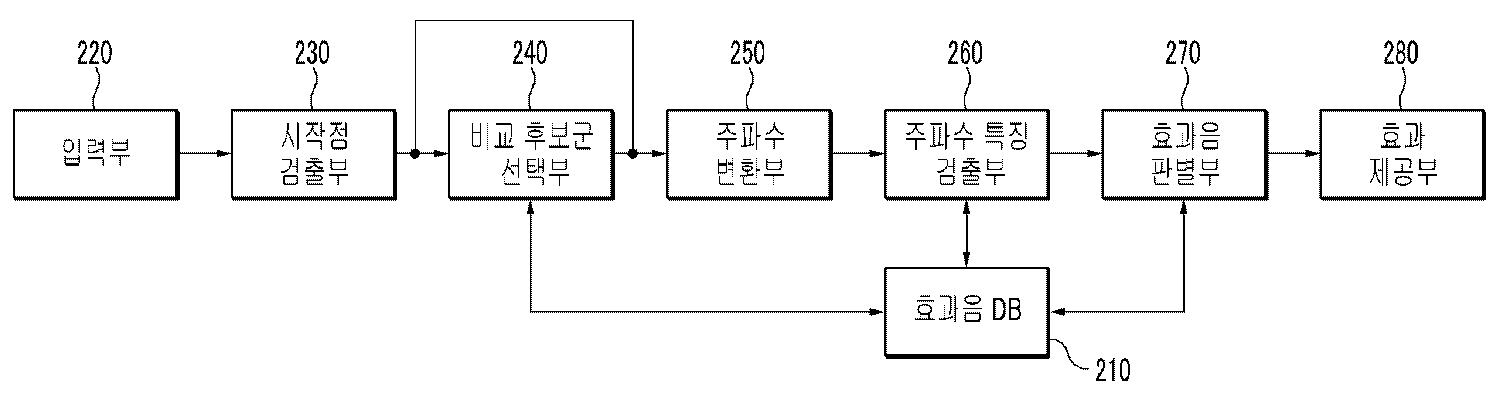 220
230
240
250
260
270
280
입력부
시작점
검출부
비교 후보군
선택부
주파수
변환부
주파수 특징
검출부
효과음
판별부
효과
제공부
효과음 DB
210